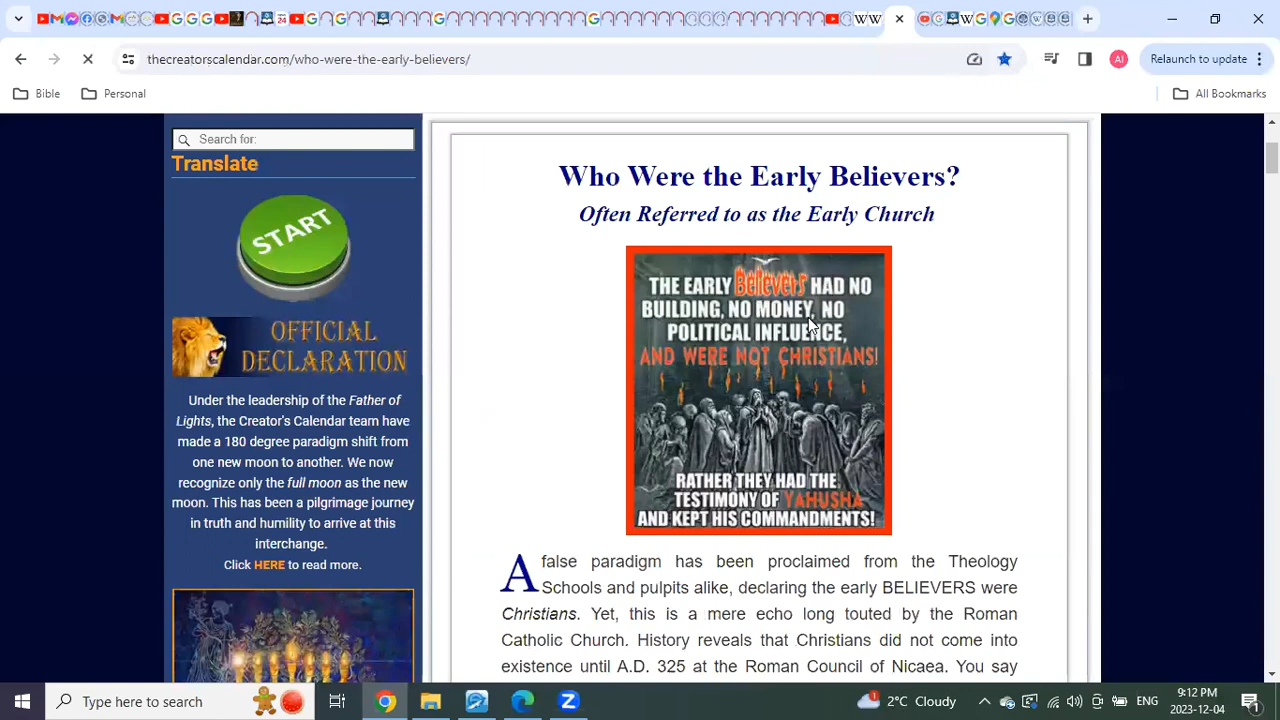 thecreatorscalendar.com/who-were-the-early-believers/
AI
Relaunch to update
Bible
Personal
All Bookmarks
Search for:
Translate
START
OFFICIAL
DECLARATION
Under the leadership of the Father of
Lights, the Creator's Calendar team have
made a 180 degree paradigm shift from
one new moon to another. We now
recognize only the full moon as the new
moon. This has been a pilgrimage journey
in truth and humility to arrive at this
interchange.
Click HERE to read more.
Who Were the Early Believers?
Often Referred to as the Early Church
THE EARLY Believers HAD NO
BUILDING, NO MONEY, NO
POLITICAL INFLUENCE,
AND WERE NOT CHRISTIANS!
RATHER THEY HAD THE
TESTIMONY OF YAHUSHA
AND KEPT HIS COMMANDMENTS!
A false paradigm has been proclaimed from the Theology
Schools and pulpits alike, declaring the early BELIEVERS were
Christians. Yet, this is a mere echo long touted by the Roman
Catholic Church. History reveals that Christians did not come into
existence until A.D. 325 at the Roman Council of Nicaea. You say
Type here to search
1
2°C Cloudy
ENG
9:12 PM
2023-12-04
1